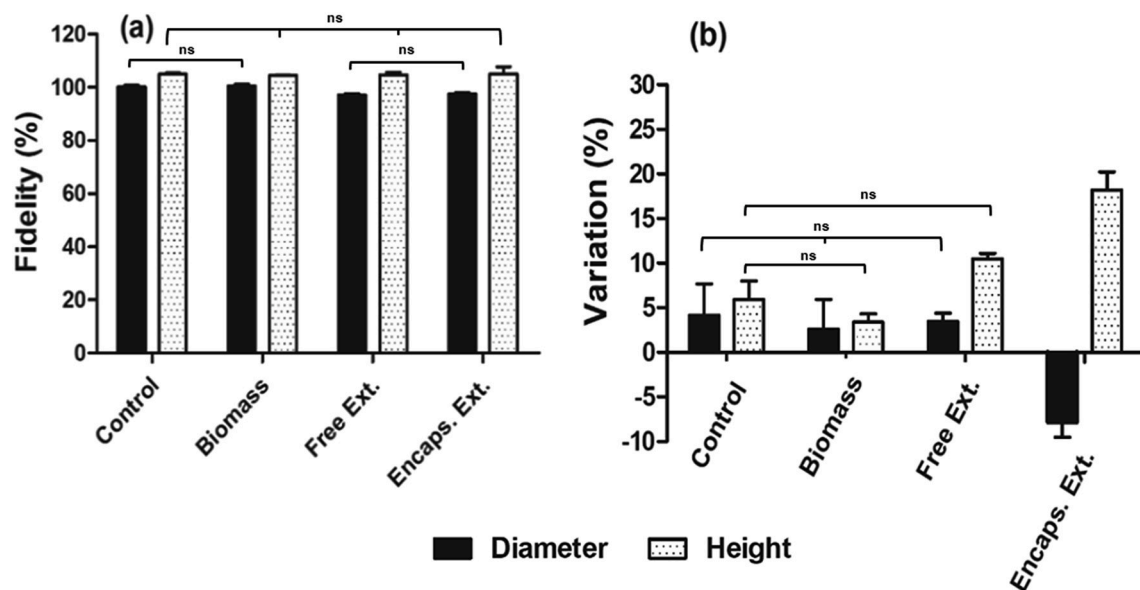 (a)
ns
ns
ns
Fidelity (%)
120
100
80
60
40
20
0
Control
Biomass
Free Ext.
Encaps. Ext.
(b)
ns
ns
ns
Variation (%)
30
25
20
15
10
5
0
-5
-10
Control
Biomass
Free Ext.
Encaps. Ext.
Diameter
Height